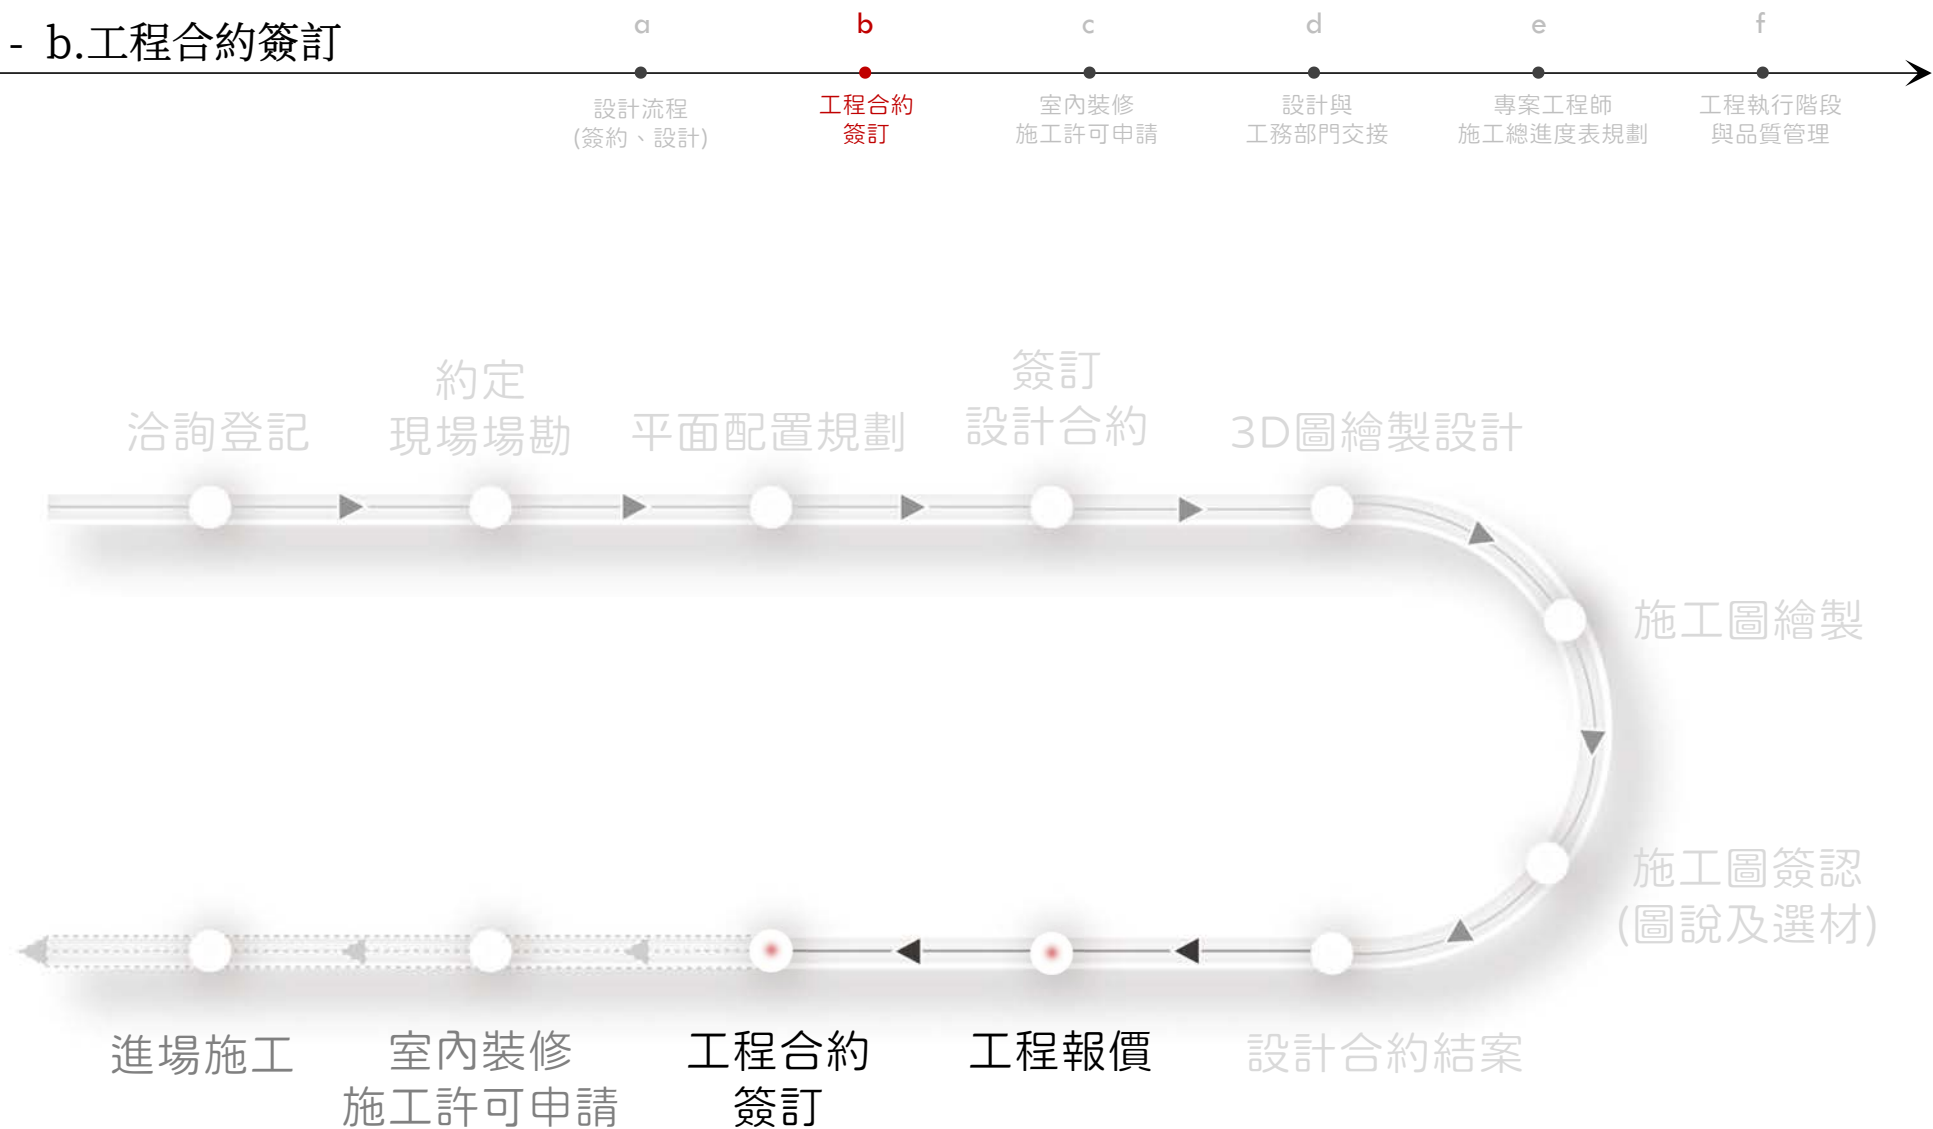 - b.工程合約簽訂
a
b
c
d
e
f
設計流程
(簽約、設計)
工程合約
簽訂
室內裝修
施工許可申請
設計與
工務部門交接
專案工程師
施工總進度表規劃
工程執行階段
與品質管理
洽詢登記
約定
現場場勘
平面配置規劃
簽訂
設計合約
3D圖繪製設計
施工圖繪製
施工圖簽認
(圖說及選材)
設計合約結案
工程報價
工程合約
簽訂
室內裝修
施工許可申請
進場施工